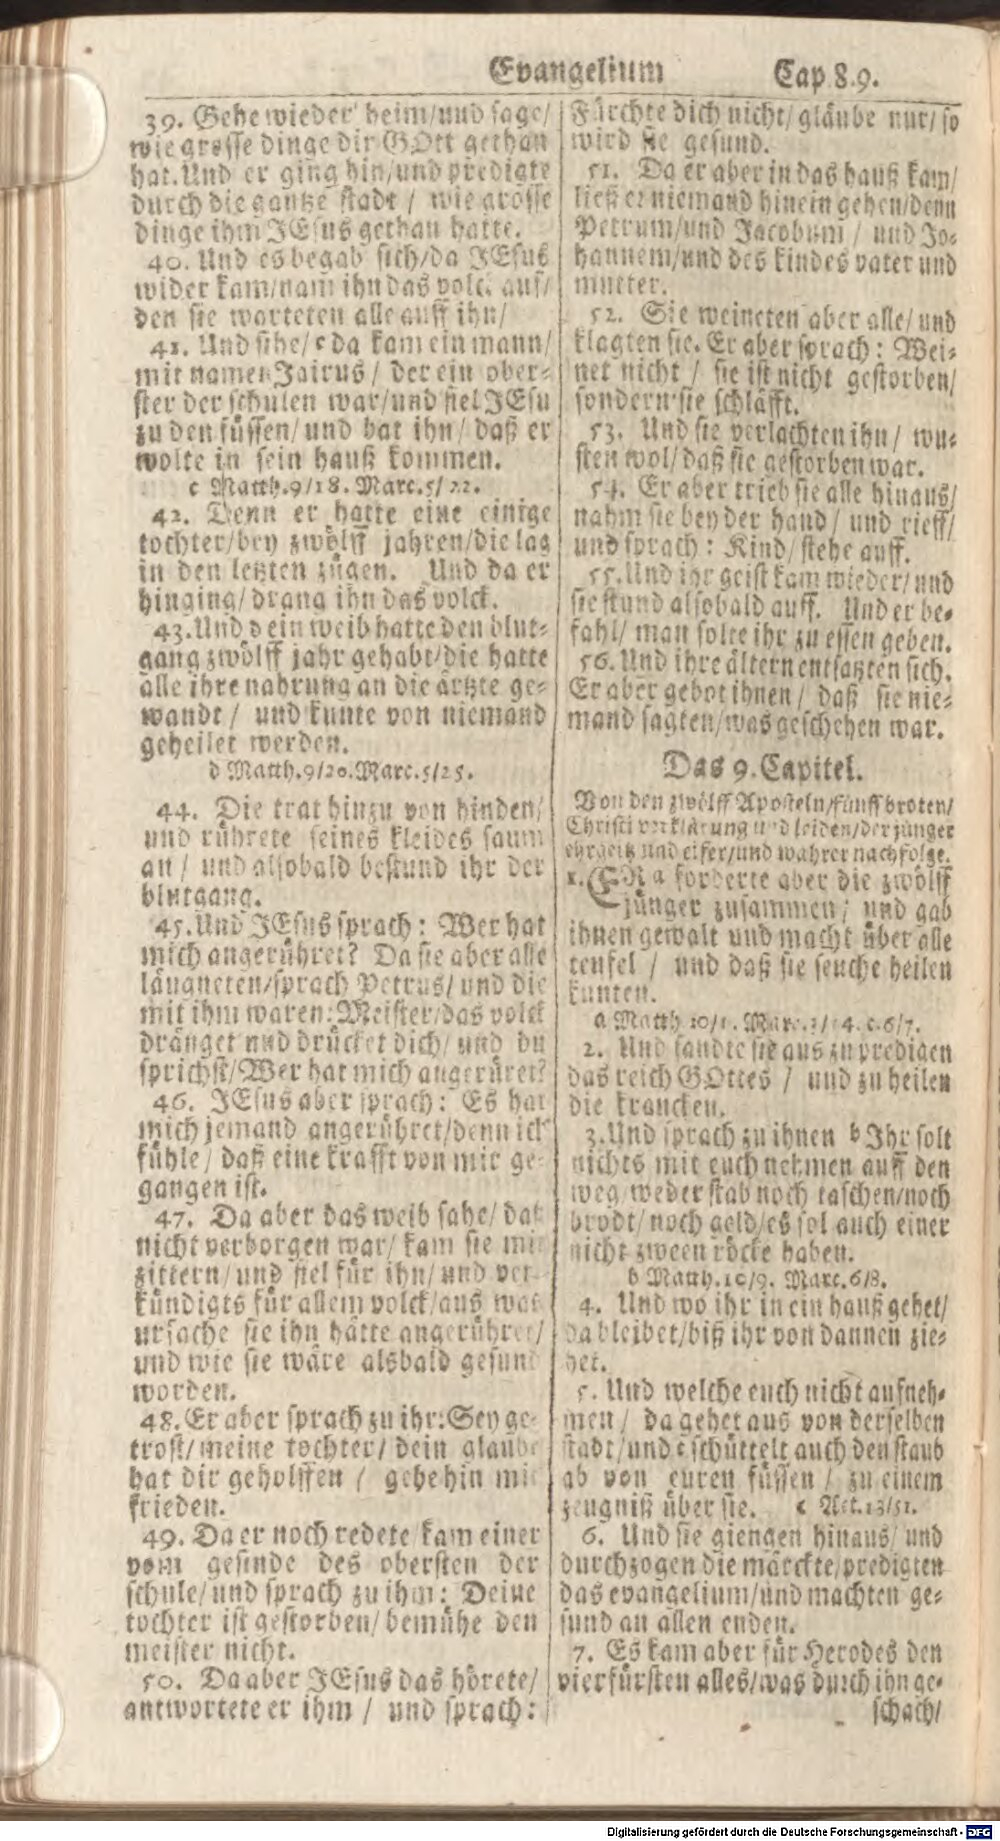 Evangelium Cap 8.9.
39. Gehe wieder heim/und sage/
wie grosse dinge dir GOtt gethan
hat. Und er ging hin/und predigte
durch die gantze stadt / wie grosse
dinge ihm JEsus gethan hatte.
40. Und es begab sich/da JEsus
wider kam/nam ihn das volck auf/
den sie warteten alle auff ihn/
41. Und sihe/ c da kam ein mann/
mit namen Jairus / der ein ober-
ster der schulen war/und fiel JEsu
zu den füssen/ und bat ihn/ daß er
wolte in sein hauß kommen.
c Matth.9/18. Marc.5/22.
42. Denn er hatte eine einige
tochter/bey zwölff jahren/die lag
in den letzten zügen. Und da er
hinging/ drang ihn das volck.
43. Und d ein weib hatte den blut-
gang zwölff jahr gehabt/die hatte
alle ihre nahrung an die ärtzte ge-
wandt / und kunte von niemand
geheilet werden.
d Matth.9/20. Marc.5/25.
44. Die trat hinzu von hinden/
und rührete seines kleides saum
an / und alsobald bestund ihr der
blutgang.
45. Und JEsus sprach: Wer hat
mich angerühret? Da sie aber alle
läugneten/sprach Petrus/ und die
mit ihm waren: Meister/das volck
dränget und drücket dich/ und du
sprichst/Wer hat mich angerüret?
46. JEsus aber sprach: Es hat
mich jemand angerühret/denn ich
fühle / daß eine krafft von mir ge-
gangen ist.
47. Da aber das weib sahe/ daß
nicht verborgen war/ kam sie mit
zittern/ und fiel für ihn/ und ver-
kündigts für allem volck/aus was
ursache sie ihn hätte angerühret/
und wie sie wäre alsbald gesund
worden.
48. Er aber sprach zu ihr: Sey ge-
trost/meine tochter/ dein glaube
hat dir geholffen / gehe hin mit
frieden.
49. Da er noch redete/kam einer
vom gesinde des obersten der
schule/und sprach zu ihm: Deine
tochter ist gestorben/bemühe den
meister nicht.
50. Da aber JEsus das hörete/
antwortete er ihm / und sprach:
Fürchte dich nicht/ gläube nur/ so
wird sie gesund.
51. Da er aber in das hauß kam/
ließ er niemand hinein gehen/denn
Petrum/und Jacobum / und Jo-
hannem/und des kindes vater und
mutter.
52. Sie weineten aber alle/ und
klagten sie. Er aber sprach: Wei-
net nicht / sie ist nicht gestorben/
sondern sie schläfft.
53. Und sie verlachten ihn/ wu-
sten wol/ daß sie gestorben war.
54. Er aber trieb sie alle hinaus/
nahm sie bey der hand/ und rieff/
und sprach: Kind/ stehe auff.
55. Und ihr geist kam wieder/ und
sie stund alsobald auff. Und er be-
fahl/ man solte ihr zu essen geben.
56. Und ihre ältern entsatzten sich.
Er aber gebot ihnen / daß sie nie-
mand sagten/was geschehen war.
Das 9. Capitel.
Von den zwölff Aposteln/fünff broten/
Christi verklärung und leiden/der jünger
ehrgeitz und eifer/und wahrer nachfolge.
1. ER a forderte aber die zwölff
jünger zusammen / und gab
ihnen gewalt und macht über alle
teufel / und daß sie seuche heilen
kunten.
a Matth 10/1. Marc.3/14. c.6/7.
2. Und sandte sie aus zu predigen
das reich GOttes / und zu heilen
die krancken.
3. Und sprach zu ihnen b Ihr solt
nichts mit euch nehmen auff den
weg/weder stab noch taschen/noch
brodt/ noch geld/es sol auch einer
nicht zween röcke haben.
b Matth.10/9. Marc.6/8.
4. Und wo ihr in ein hauß gehet/
da bleibet/biß ihr von dannen zie-
het.
5. Und welche euch nicht aufneh-
men / da gehet aus von derselben
stadt/und c schüttelt auch den staub
ab von euren füssen / zu einem
zeugniß über sie. c Act.13/51.
6. Und sie giengen hinaus/ und
durchzogen die märckte/predigten
das evangelium/und machten ge-
sund an allen enden.
7. Es kam aber für Herodes den
vierfürsten alles/was durch ihn ge-
schach/
Digitalisierung gefördert durch die Deutsche Forschungsgemeinschaft - DFG